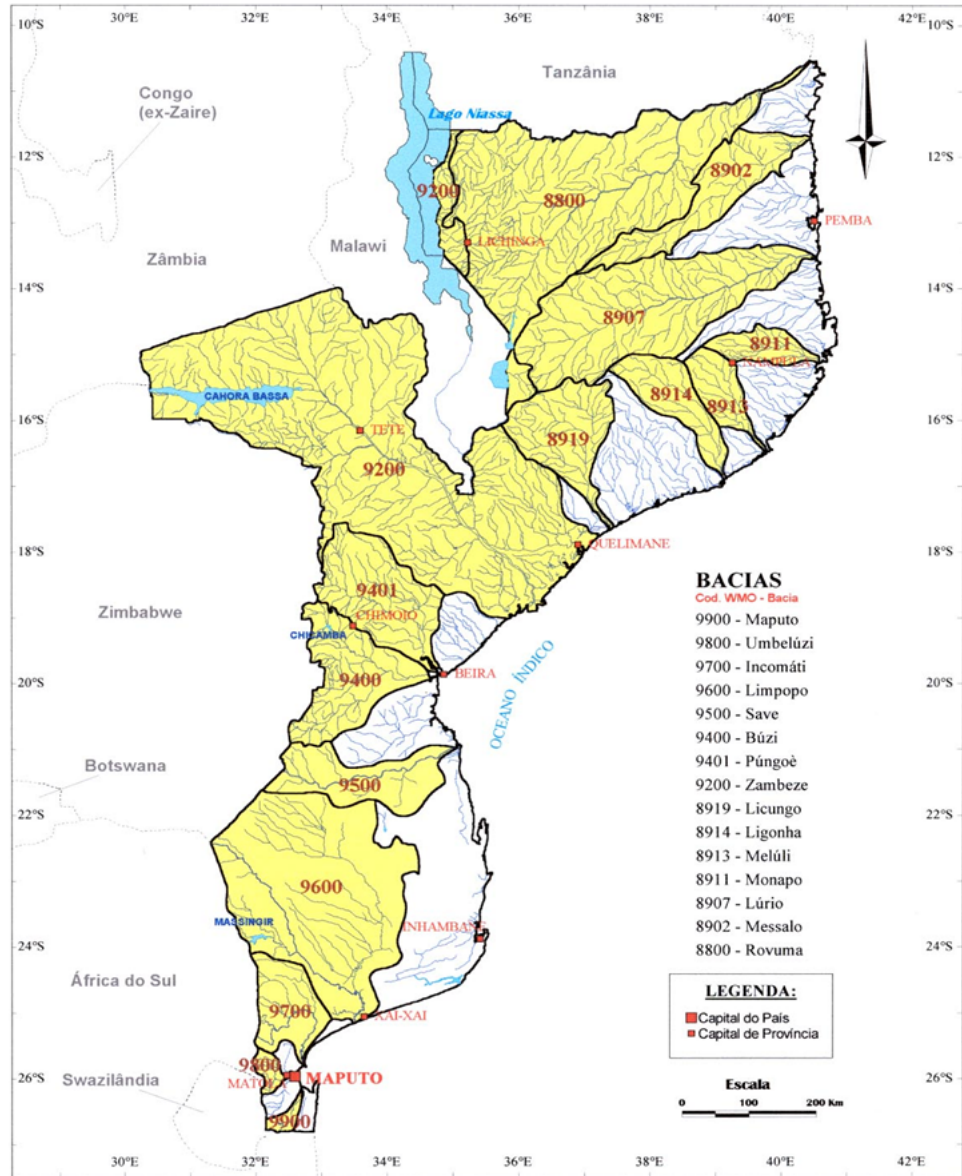 30°E 32°E 34°E 36°E 38°E 40°E 42°E
10°S 10°S
Tanzânia
Congo
(ex-Zaire)
Lago Niassa
12°S 12°S
8902
9200
8800
PEMBA
LICHINGA
Malawi
Zâmbia
14°S 14°S
8907
8911
NAMPULA
CAHORA BASSA
8914
8913
16°S 16°S
TETE
8919
9200
QUELIMANE
18°S 18°S
9401
Zimbabwe
CHIMOIO
CHICAMBA
9400
BEIRA
20°S 20°S
OCEANO ÍNDICO
Botswana
9500
22°S 22°S
9600
MASSINGIR
INHAMBANE
24°S 24°S
África do Sul
9700
XAI-XAI
9800
MATOLA
MAPUTO
26°S 26°S
Swazilândia
9900
BACIAS
Cod. WMO - Bacia
9900 - Maputo
9800 - Umbelúzi
9700 - Incomáti
9600 - Limpopo
9500 - Save
9400 - Búzi
9401 - Púngoè
9200 - Zambeze
8919 - Licungo
8914 - Ligonha
8913 - Melúli
8911 - Monapo
8907 - Lúrio
8902 - Messalo
8800 - Rovuma
LEGENDA:
Capital do País
Capital de Província
Escala
0 100 200 Km
30°E 32°E 34°E 36°E 38°E 40°E 42°E